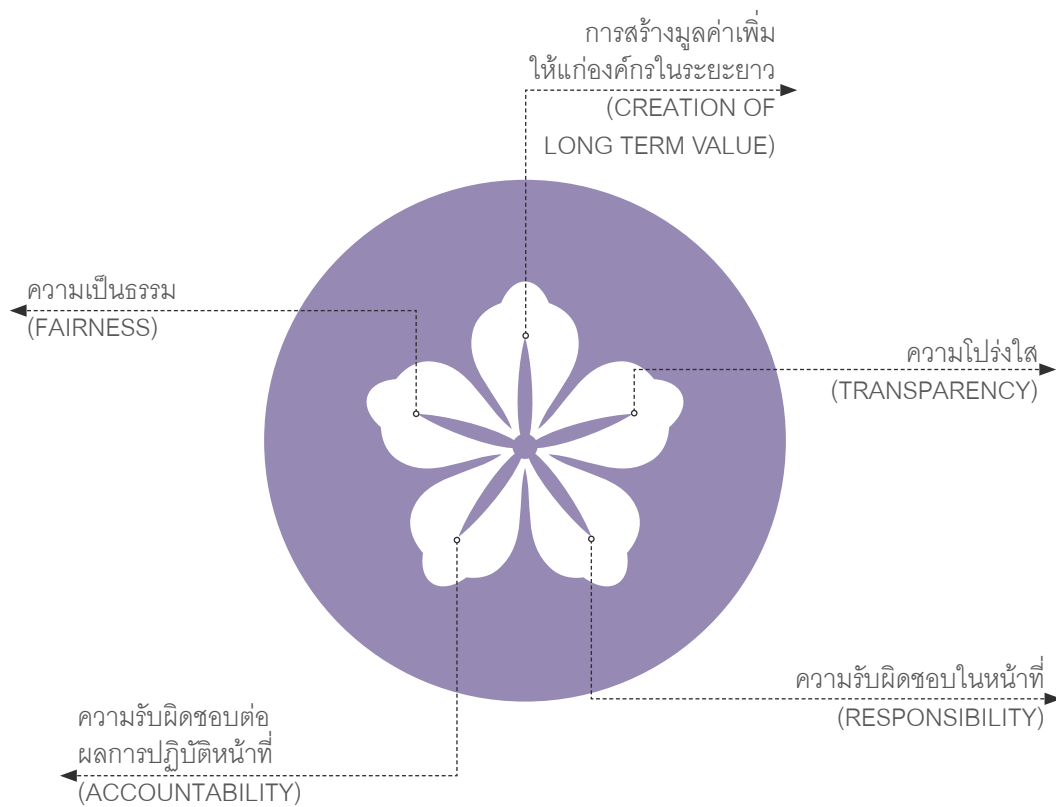 การสร้างมูลค่าเพิ่ม
ให้แก่องค์กรในระยะยาว
(CREATION OF
LONG TERM VALUE)
ความเป็นธรรม
(FAIRNESS)
ความโปร่งใส
(TRANSPARENCY)
ความรับผิดชอบในหน้าที่
(RESPONSIBILITY)
ความรับผิดชอบต่อ
ผลการปฏิบัติหน้าที่
(ACCOUNTABILITY)